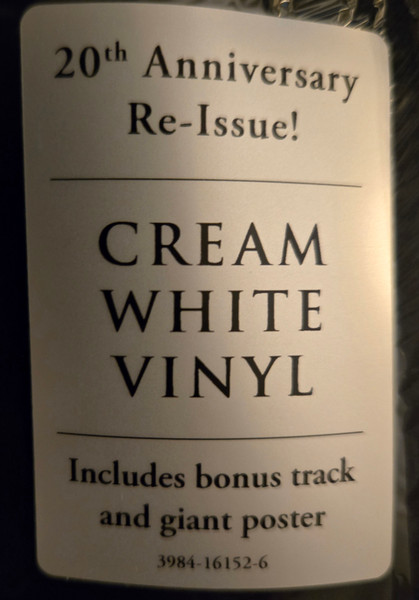 20th Anniversary
Re-Issue!
CREAM
WHITE
VINYL
Includes bonus track
and giant poster
3984-16152-6